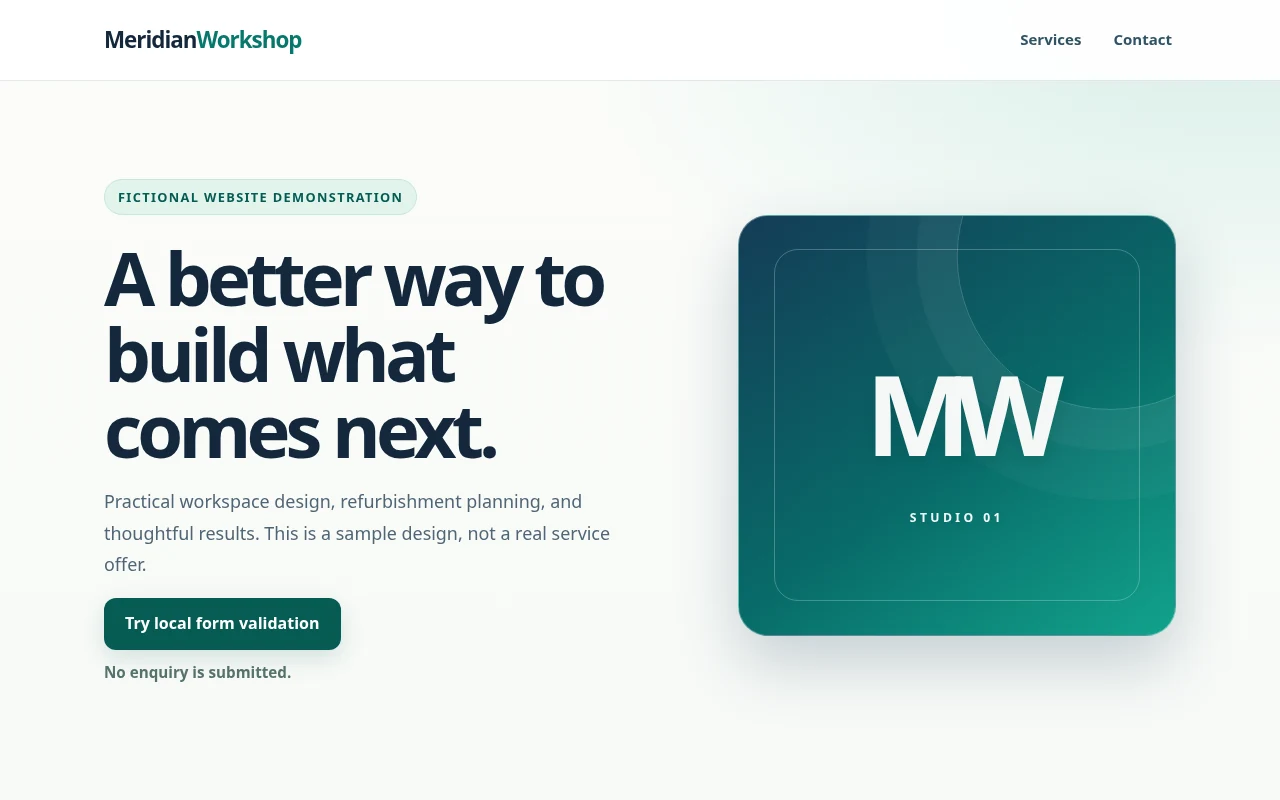 MeridianWorkshop
Services
Contact
FICTIONAL WEBSITE DEMONSTRATION
A better way to
build what
comes next.
Practical workspace design, refurbishment planning, and
thoughtful results. This is a sample design, not a real service
offer.
Try local form validation
No enquiry is submitted.
MW
STUDIO 01